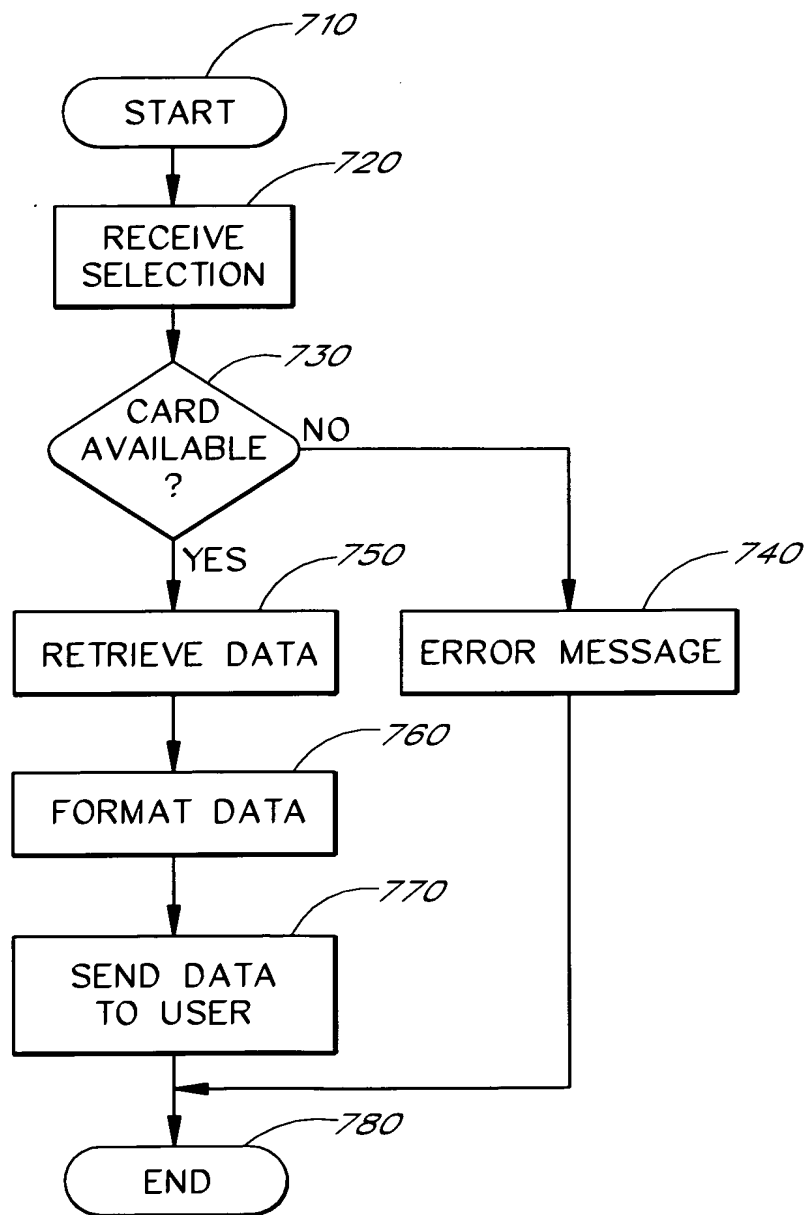 710
START
720
RECEIVE
SELECTION
730
CARD
AVAILABLE
?
NO
YES
750
RETRIEVE DATA
740
ERROR MESSAGE
760
FORMAT DATA
770
SEND DATA
TO USER
780
END